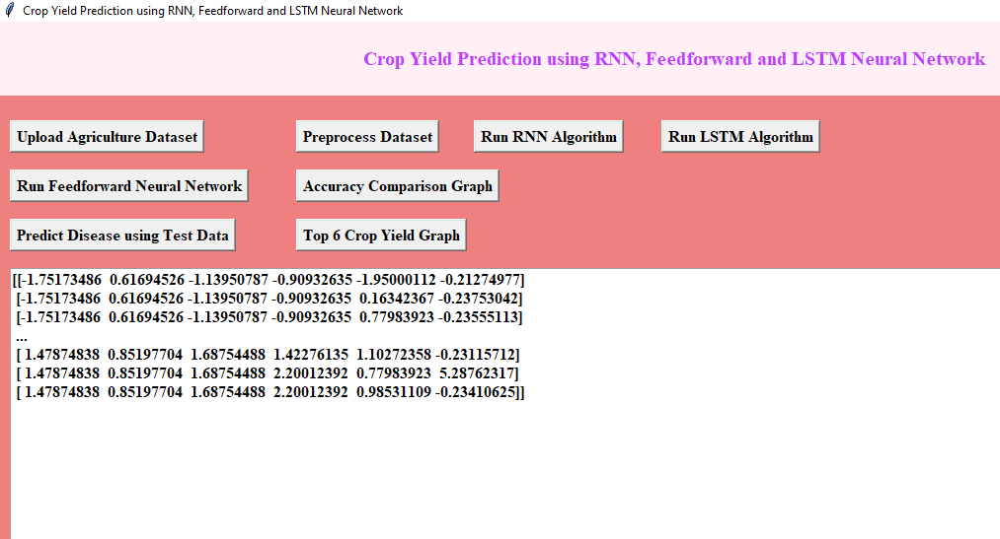 Crop Yield Prediction using RNN, Feedforward and LSTM Neural Network
Crop Yield Prediction using RNN, Feedforward and LSTM Neural Network
Upload Agriculture Dataset Preprocess Dataset Run RNN Algorithm Run LSTM Algorithm
Run Feedforward Neural Network Accuracy Comparison Graph
Predict Disease using Test Data Top 6 Crop Yield Graph
[[-1.75173486 0.61694526 -1.13950787 -0.90932635 -1.95000112 -0.21274977]
[-1.75173486 0.61694526 -1.13950787 -0.90932635 0.16342367 -0.23753042]
[-1.75173486 0.61694526 -1.13950787 -0.90932635 0.77983923 -0.23555113]
...
[ 1.47874838 0.85197704 1.68754488 1.42276135 1.10272358 -0.23115712]
[ 1.47874838 0.85197704 1.68754488 2.20012392 0.77983923 5.28762317]
[ 1.47874838 0.85197704 1.68754488 2.20012392 0.98531109 -0.23410625]]